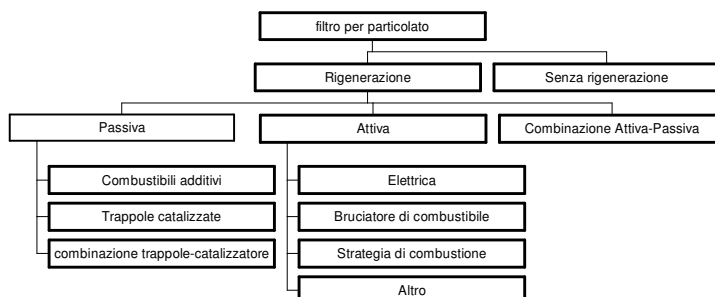 filtro per particolato
Rigenerazione
Senza rigenerazione
Passiva
Attiva
Combinazione Attiva-Passiva
Combustibili additivi
Trappole catalizzate
combinazione trappole-catalizzatore
Elettrica
Bruciatore di combustibile
Strategia di combustione
Altro